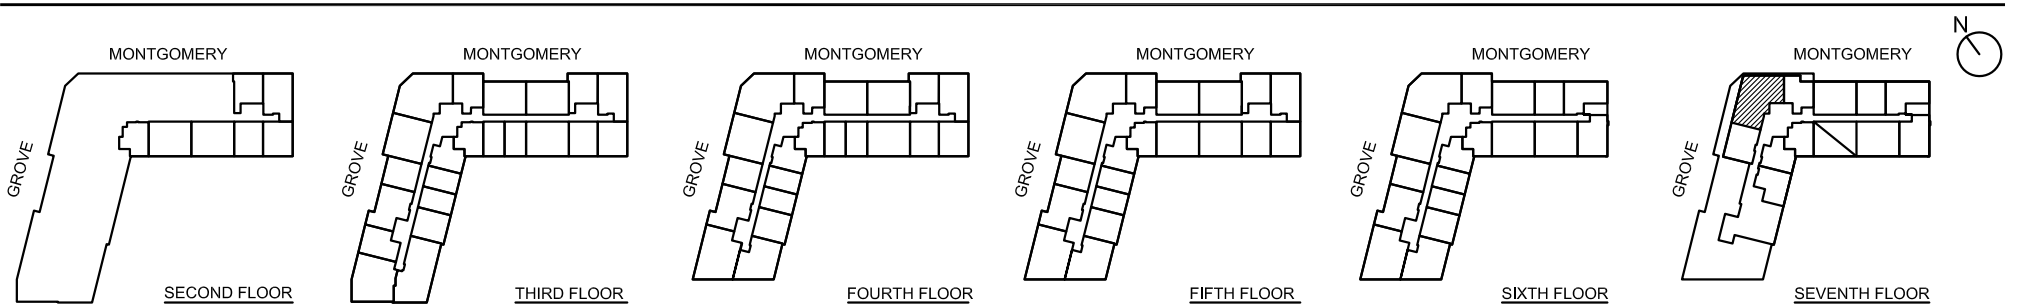 N
MONTGOMERY
GROVE
SECOND FLOOR
MONTGOMERY
GROVE
THIRD FLOOR
MONTGOMERY
GROVE
FOURTH FLOOR
MONTGOMERY
GROVE
FIFTH FLOOR
MONTGOMERY
GROVE
SIXTH FLOOR
MONTGOMERY
GROVE
SEVENTH FLOOR